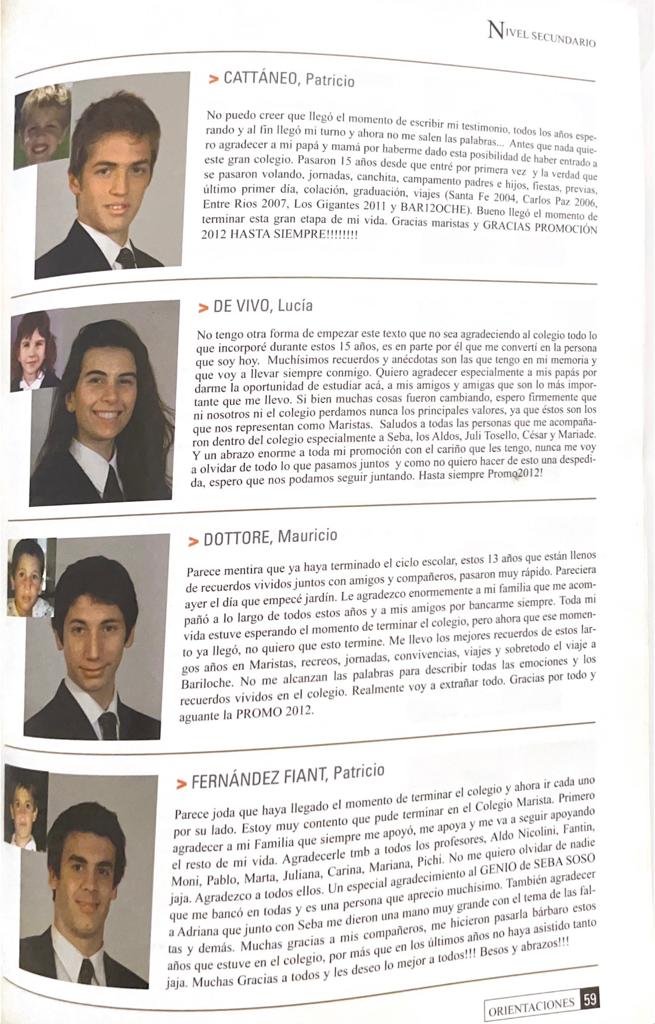 NIVEL SECUNDARIO
> CATTÁNEO, Patricio
No puedo creer que llegó el momento de escribir mi testimonio, todos los años espe-
rando y al fin llegó mi turno y ahora no me salen las palabras... Antes que nada quie-
ro agradecer a mi papá y mamá por haberme dado esta posibilidad de haber entrado a
este gran colegio. Pasaron 15 años desde que entré por primera vez y la verdad que
se pasaron volando, jornadas, canchita, campamento padres e hijos, fiestas, previas,
último primer día, colación, graduación, viajes (Santa Fe 2004, Carlos Paz 2006,
Entre Rios 2007, Los Gigantes 2011 y BAR12OCHE). Bueno llegó el momento de
terminar esta gran etapa de mi vida. Gracias maristas y GRACIAS PROMOCIÓN
2012 HASTA SIEMPRE!!!!!!!!
> DE VIVO, Lucía
No tengo otra forma de empezar este texto que no sea agradeciendo al colegio todo lo
que incorporé durante estos 15 años, es en parte por él que me convertí en la persona
que soy hoy. Muchísimos recuerdos y anécdotas son las que tengo en mi memoria y
que voy a llevar siempre conmigo. Quiero agradecer especialmente a mis papás por
darme la oportunidad de estudiar acá, a mis amigos y amigas que son lo más impor-
tante que me llevo. Si bien muchas cosas fueron cambiando, espero firmemente que
ni nosotros ni el colegio perdamos nunca los principales valores, ya que éstos son los
que nos representan como Maristas. Saludos a todas las personas que me acompaña-
ron dentro del colegio especialmente a Seba, los Aldos, Juli Tosello, César y Mariade.
Y un abrazo enorme a toda mi promoción con el cariño que les tengo, nunca me voy
a olvidar de todo lo que pasamos juntos y como no quiero hacer de esto una despedi-
da, espero que nos podamos seguir juntando. Hasta siempre Promo2012!
> DOTTORE, Mauricio
Parece mentira que ya haya terminado el ciclo escolar, estos 13 años que están llenos
de recuerdos vividos juntos con amigos y compañeros, pasaron muy rápido. Pareciera
ayer el día que empecé jardín. Le agradezco enormemente a mi familia que me acom-
pañó a lo largo de todos estos años y a mis amigos por bancarme siempre. Toda mi
vida estuve esperando el momento de terminar el colegio, pero ahora que ese momen-
to ya llegó, no quiero que esto termine. Me llevo los mejores recuerdos de estos lar-
gos años en Maristas, recreos, jornadas, convivencias, viajes y sobretodo el viaje a
Bariloche. No me alcanzan las palabras para describir todas las emociones y los
recuerdos vividos en el colegio. Realmente voy a extrañar todo. Gracias por todo y
aguante la PROMO 2012.
> FERNÁNDEZ FIANT, Patricio
Parece joda que haya llegado el momento de terminar el colegio y ahora ir cada uno
por su lado. Estoy muy contento que pude terminar en el Colegio Marista. Primero
agradecer a mi Familia que siempre me apoyó, me apoya y me va a seguir apoyando
el resto de mi vida. Agradecerle tmb a todos los profesores, Aldo Nicolini, Fantin,
Moni, Pablo, Marta, Juliana, Carina, Mariana, Pichi. No me quiero olvidar de nadie
jaja. Agradezco a todos ellos. Un especial agradecimiento al GENIO de SEBA SOSO
que me bancó en todas y es una persona que aprecio muchísimo. También agradecer
a Adriana que junto con Seba me dieron una mano muy grande con el tema de las fal-
tas y demás. Muchas gracias a mis compañeros, me hicieron pasarla bárbaro estos
años que estuve en el colegio, por más que en los últimos años no haya asistido tanto
jaja. Muchas Gracias a todos y les deseo lo mejor a todos!!! Besos y abrazos!!!
ORIENTACIONES 59